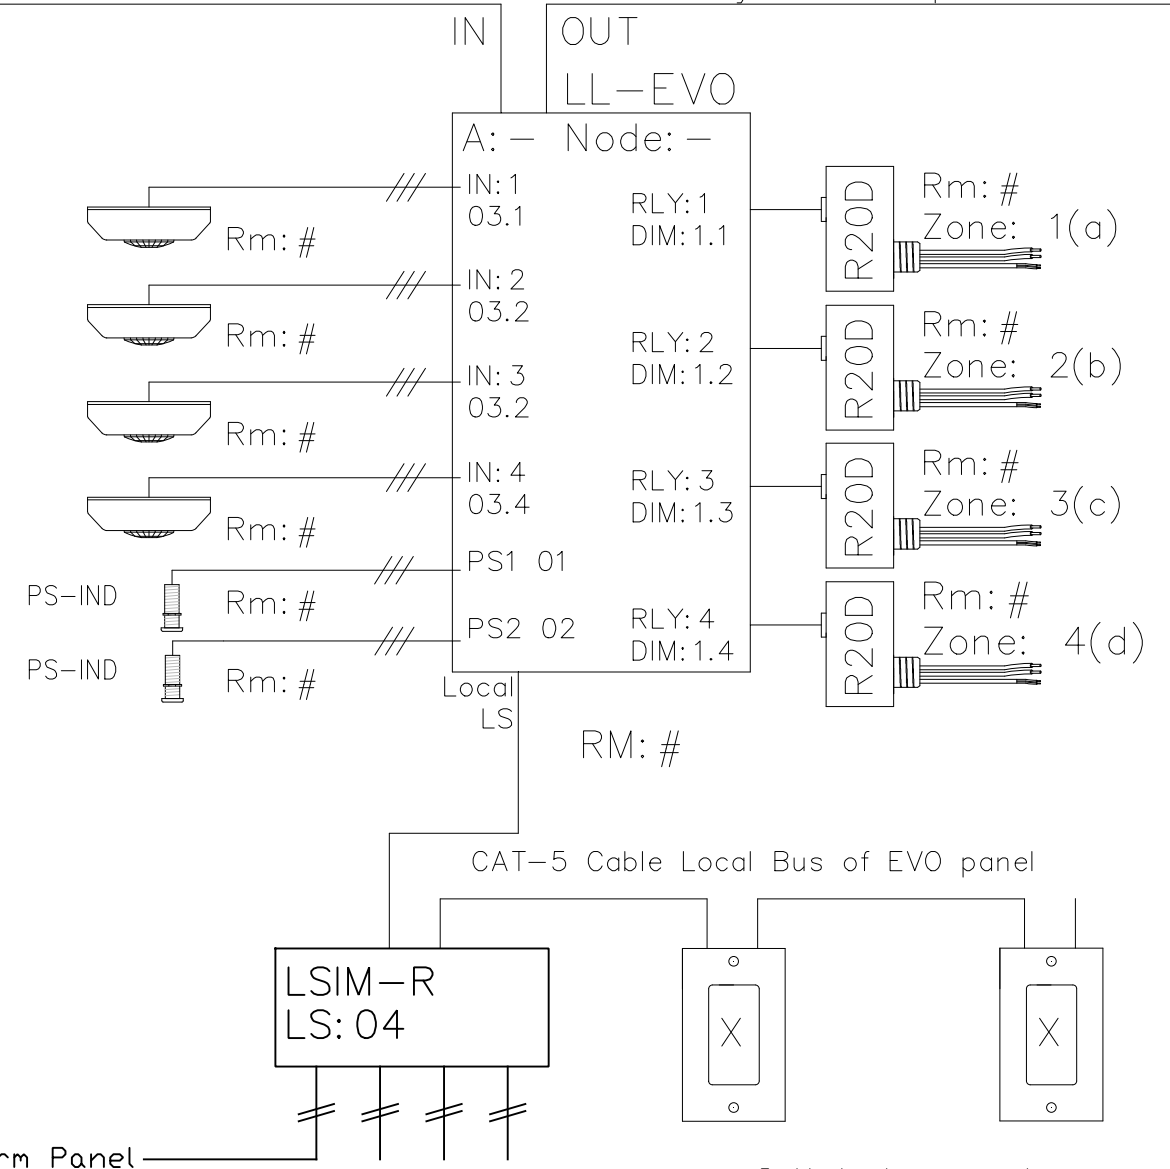 IN
OUT
LL-EVO
A: - Node: -
IN: 1
03.1
Rm: #
IN: 2
03.2
Rm: #
IN: 3
03.2
Rm: #
IN: 4
03.4
Rm: #
PS1 01
PS-IND
Rm: #
PS2 02
PS-IND
Rm: #
RLY: 1
DIM: 1.1
RLY: 2
DIM: 1.2
RLY: 3
DIM: 1.3
RLY: 4
DIM: 1.4
R20D
Rm: #
Zone: 1(a)
R20D
Rm: #
Zone: 2(b)
R20D
Rm: #
Zone: 3(c)
R20D
Rm: #
Zone: 4(d)
Local
LS
RM: #
CAT-5 Cable Local Bus of EVO panel
LSIM-R
LS: 04
X
X
Panel